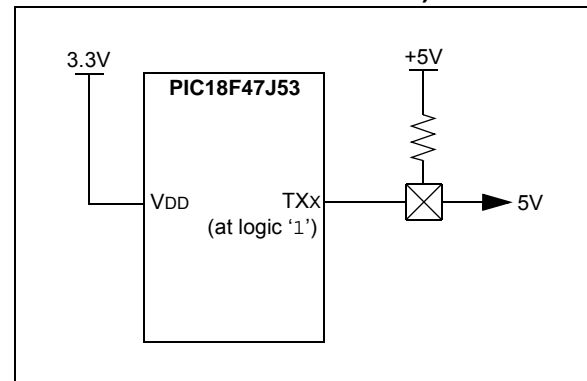 3.3V
+5V
PIC18F47J53
VDD
TXX
5V
(at logic ‘1’)